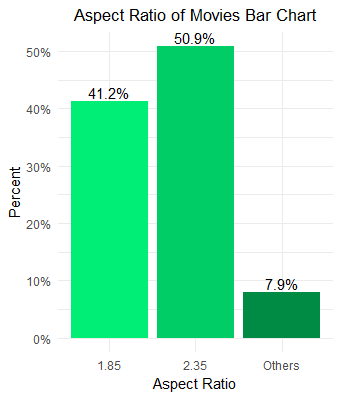 Aspect Ratio of Movies Bar Chart
Percent
50%
40%
30%
20%
10%
0%
41.2%
50.9%
7.9%
1.85
2.35
Others
Aspect Ratio